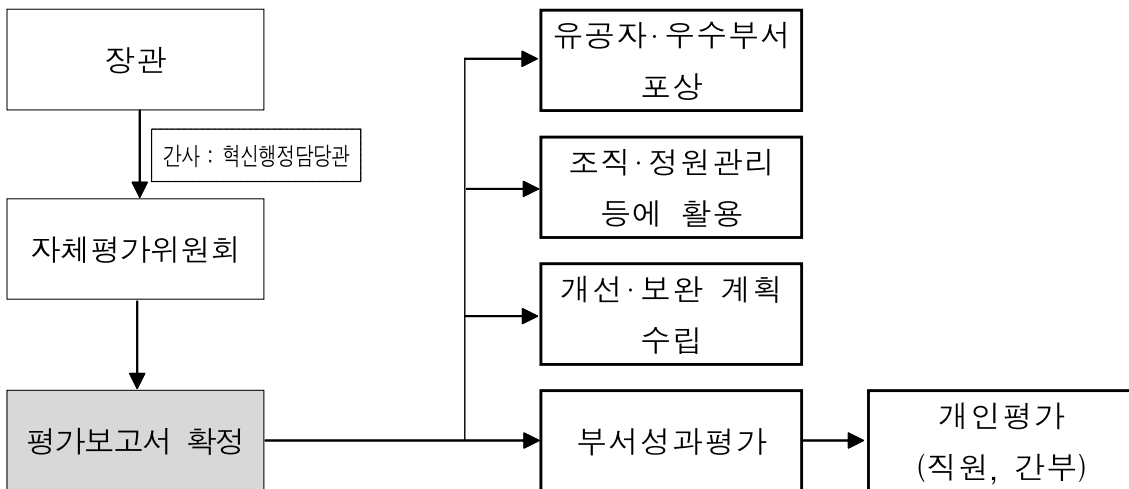 장관
간사 : 혁신행정담당관
자체평가위원회
평가보고서 확정
유공자·우수부서
포상
조직·정원관리
등에 활용
개선·보완 계획
수립
부서성과평가
개인평가
(직원, 간부)